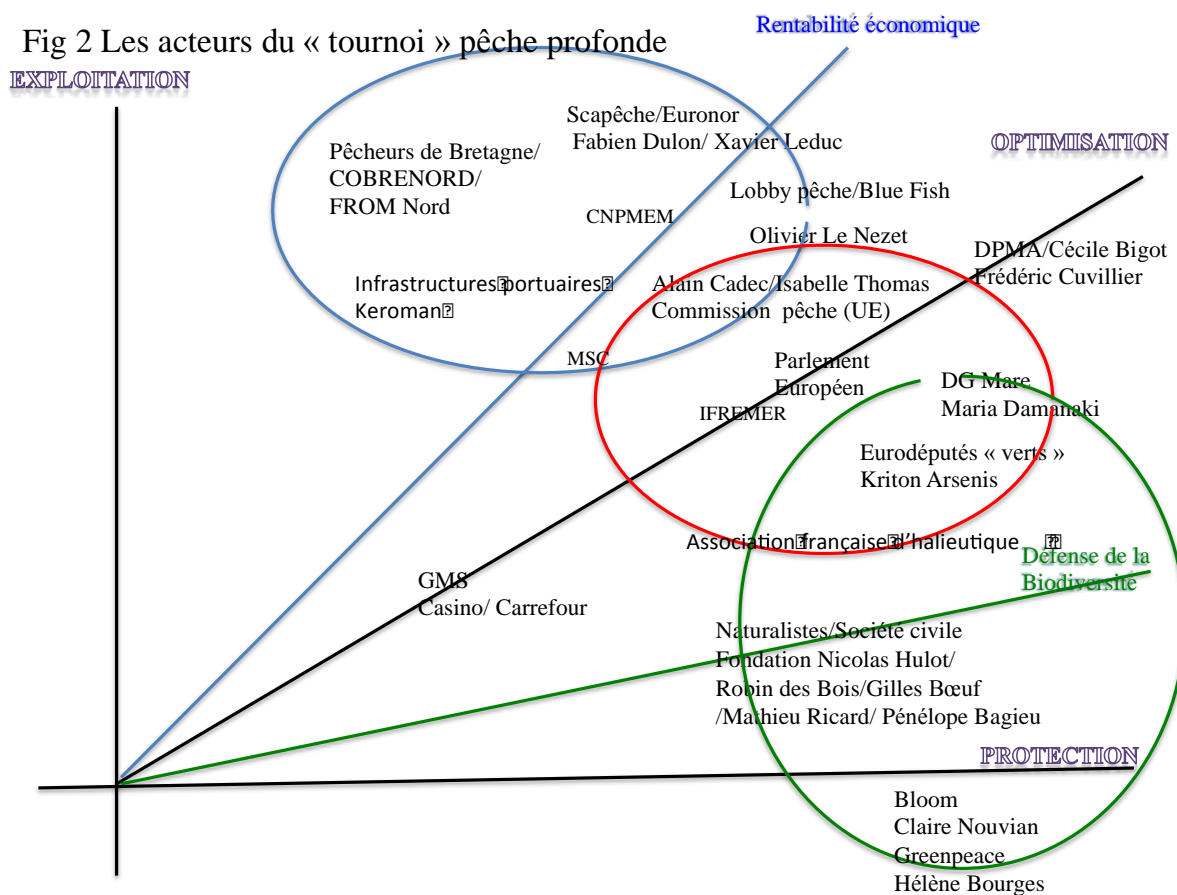 Rentabilité économique
Fig 2 Les acteurs du « tournoi » pêche profonde
EXPLOITATION
Scapêche/Euronor
Fabien Dulon/ Xavier Leduc
OPTIMISATION
Pêcheurs de Bretagne/
COBRENORD/
FROM Nord
Lobby pêche/Blue Fish
CNPMEM
Olivier Le Nezet
DPMA/Cécile Bigot
Frédéric Cuvillier
Infrastructures portuaires
Keroman
Alain Cadec/Isabelle Thomas
Commission pêche (UE)
MSC
Parlement
Européen
DG Mare
Maria Damanaki
IFREMER
Eurodéputés « verts »
Kriton Arsenis
Association française d'halieutique
Défense de la
Biodiversité
GMS
Casino/ Carrefour
Naturalistes/Société civile
Fondation Nicolas Hulot/
Robin des Bois/Gilles Bœuf
/Mathieu Ricard/ Pénélope Bagieu
PROTECTION
Bloom
Claire Nouvian
Greenpeace
Hélène Bourges